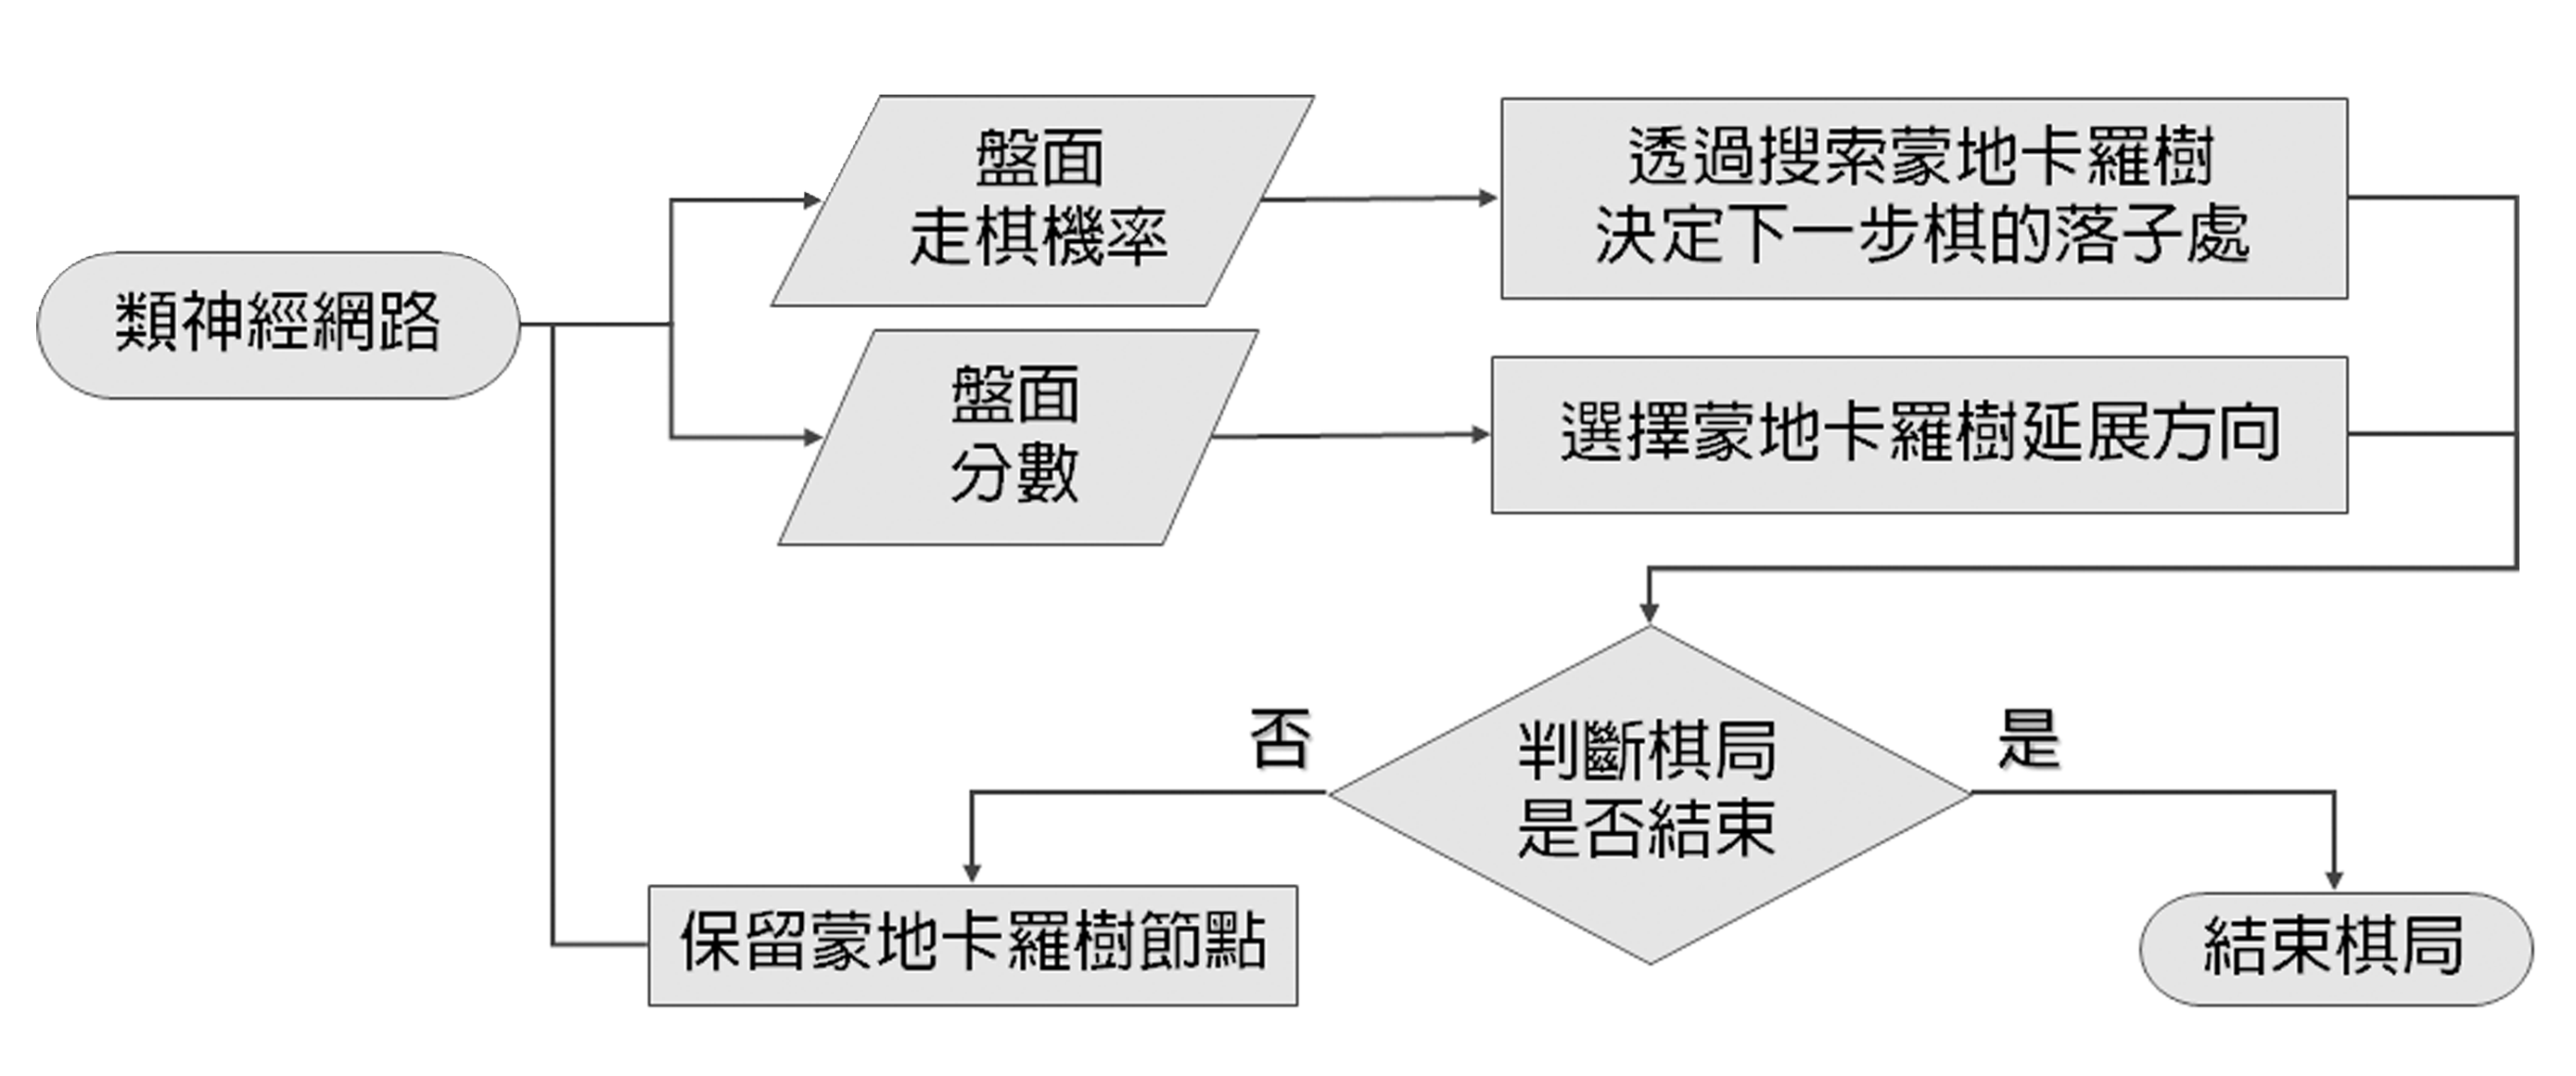 類神經網路
盤面
走棋機率
透過搜索蒙地卡羅樹
決定下一步棋的落子處
盤面
分數
選擇蒙地卡羅樹延展方向
判斷棋局
是否結束
否
是
保留蒙地卡羅樹節點
結束棋局